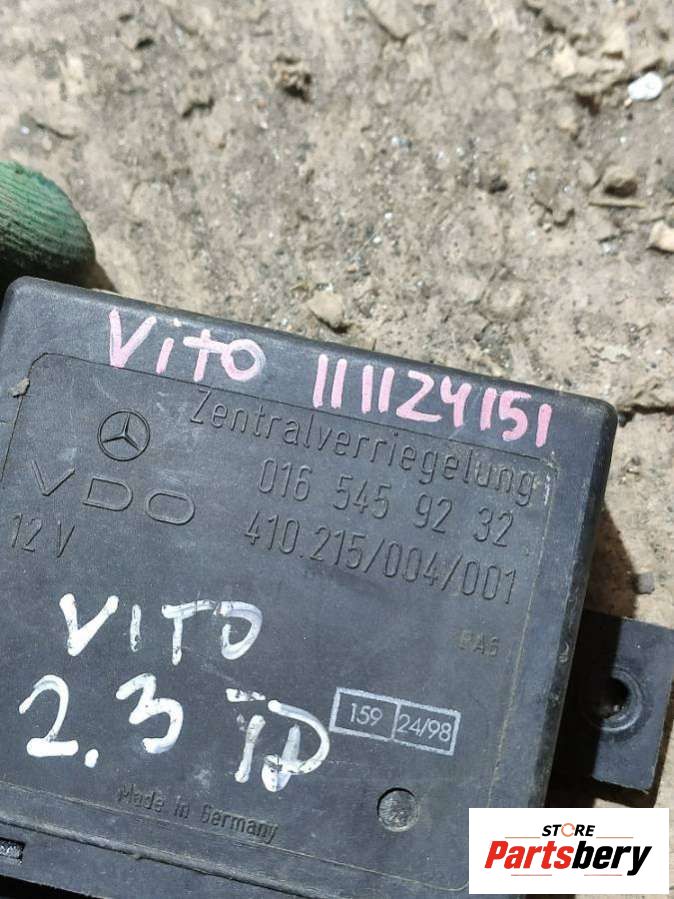 VITO 111124151
Zentralverriegelung
016 545 92 32
VDO
410.215/004/001
12 V
VITO
2.3 TD
159 24/98
Made in Germany
STORE
Partsbery